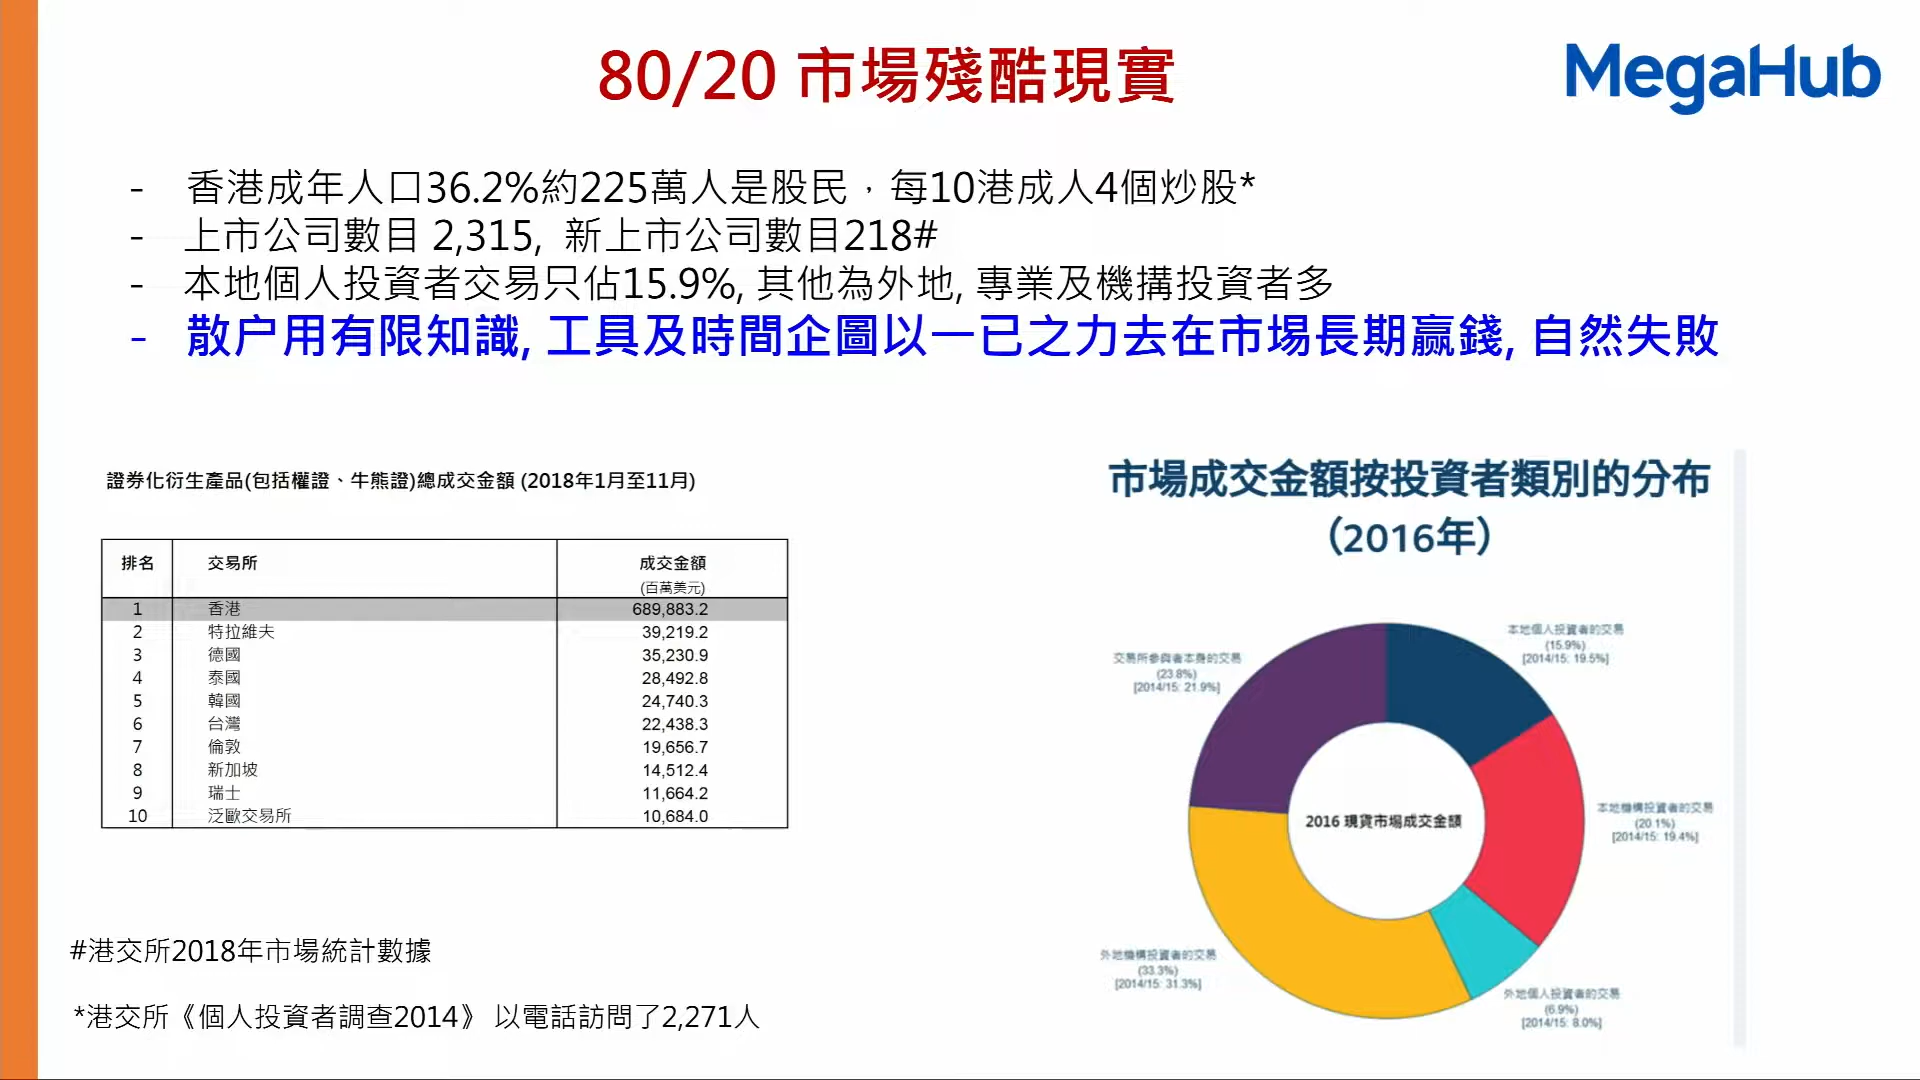 80/20 市場殘酷現實
MegaHub
- 香港成年人口36.2%約225萬人是股民，每10港成人4個炒股*
- 上市公司數目 2,315, 新上市公司數目218#
- 本地個人投資者交易只佔15.9%, 其他為外地, 專業及機搆投資者多
- 散户用有限知識, 工具及時間企圖以一已之力去在市場長期赢錢, 自然失敗
證券化衍生產品(包括權證、牛熊證)總成交金額 (2018年1月至11月)
排名 交易所 成交金額
(百萬美元)
1 香港 689,883.2
2 特拉維夫 39,219.2
3 德國 35,230.9
4 泰國 28,492.8
5 韓國 24,740.3
6 台灣 22,438.3
7 倫敦 19,656.7
8 新加坡 14,512.4
9 瑞士 11,664.2
10 泛歐交易所 10,684.0
市場成交金額按投資者類別的分布
（2016年）
本地個人投資者的交易
(15.9%)
[2014/15: 19.5%]
交易所參與者本身的交易
(23.8%)
[2014/15: 21.9%]
本地機構投資者的交易
(20.1%)
[2014/15: 19.4%]
2016 現貨市場成交金額
外地機構投資者的交易
(33.3%)
[2014/15: 31.3%]
外地個人投資者的交易
(6.9%)
[2014/15: 8.0%]
#港交所2018年市場統計數據
*港交所《個人投資者調查2014》 以電話訪問了2,271人